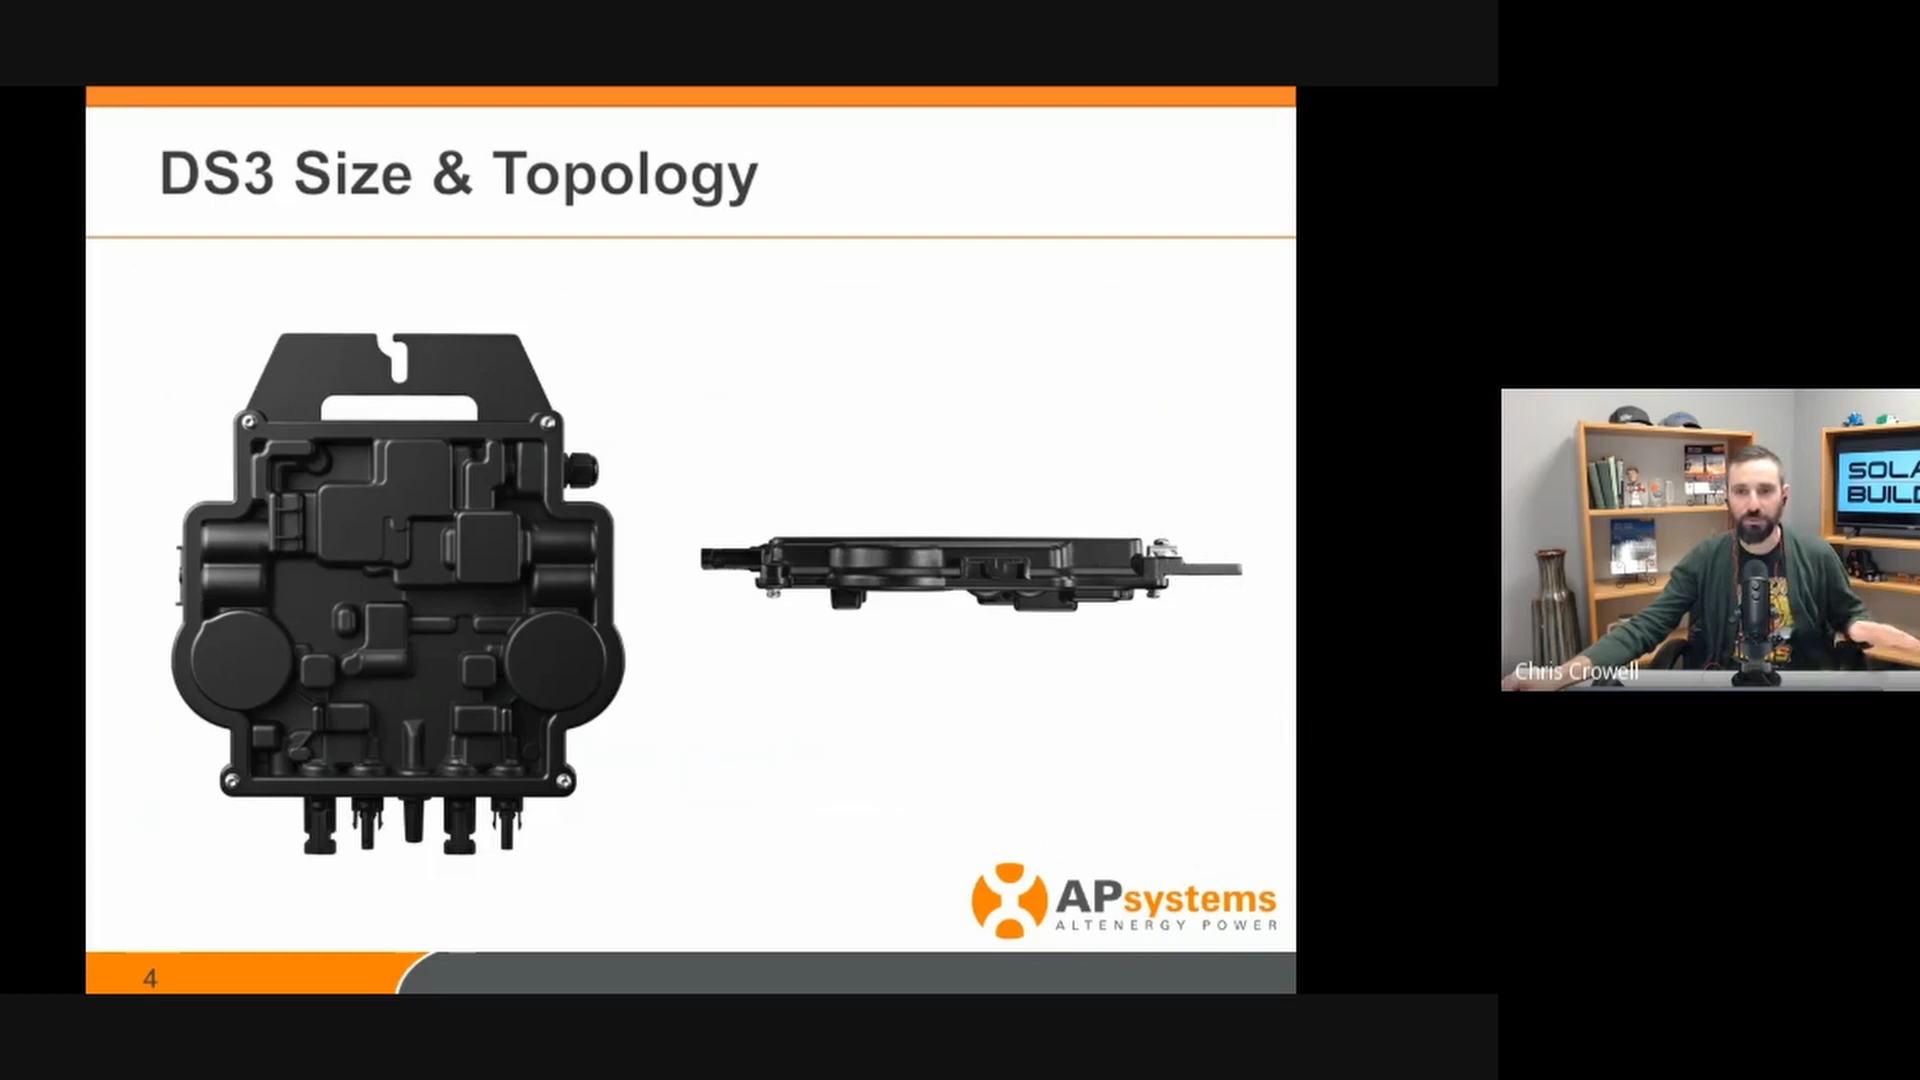 DS3 Size & Topology
APsystems
ALTENERGY POWER
4
SOLA
BUILD
Chris Crowell